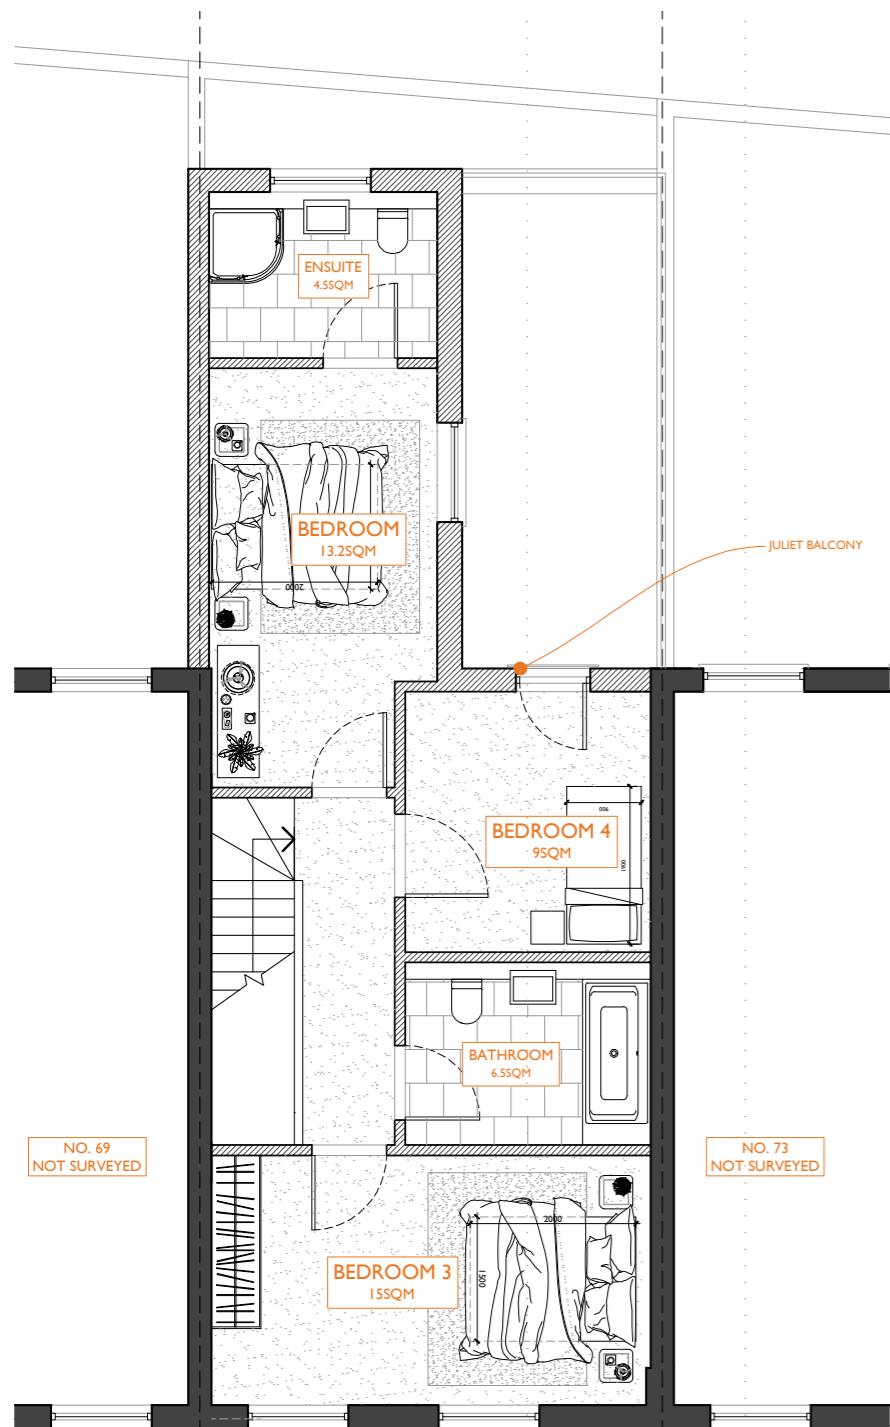 ENSUITE
4.5SQM
BEDROOM
13.2SQM
2000
JULIET BALCONY
900
BEDROOM 4
9SQM
1900
BATHROOM
6.5SQM
NO. 69
NOT SURVEYED
NO. 73
NOT SURVEYED
2000
BEDROOM 3
15SQM
1500